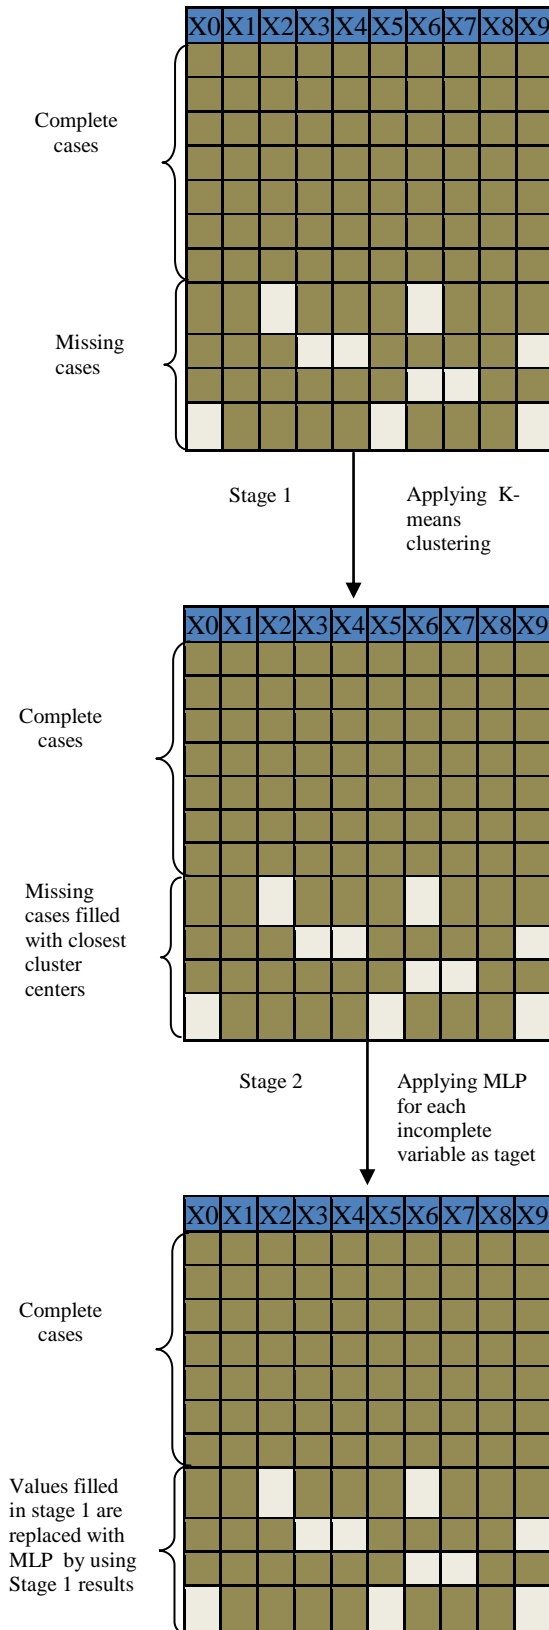 X0 X1 X2 X3 X4 X5 X6 X7 X8 X9
Complete
cases
Missing
cases
Stage 1
Applying K-
means
clustering
X0 X1 X2 X3 X4 X5 X6 X7 X8 X9
Complete
cases
Missing
cases filled
with closest
cluster
centers
Stage 2
Applying MLP
for each
incomplete
variable as taget
X0 X1 X2 X3 X4 X5 X6 X7 X8 X9
Complete
cases
Values filled
in stage 1 are
replaced with
MLP by using
Stage 1 results